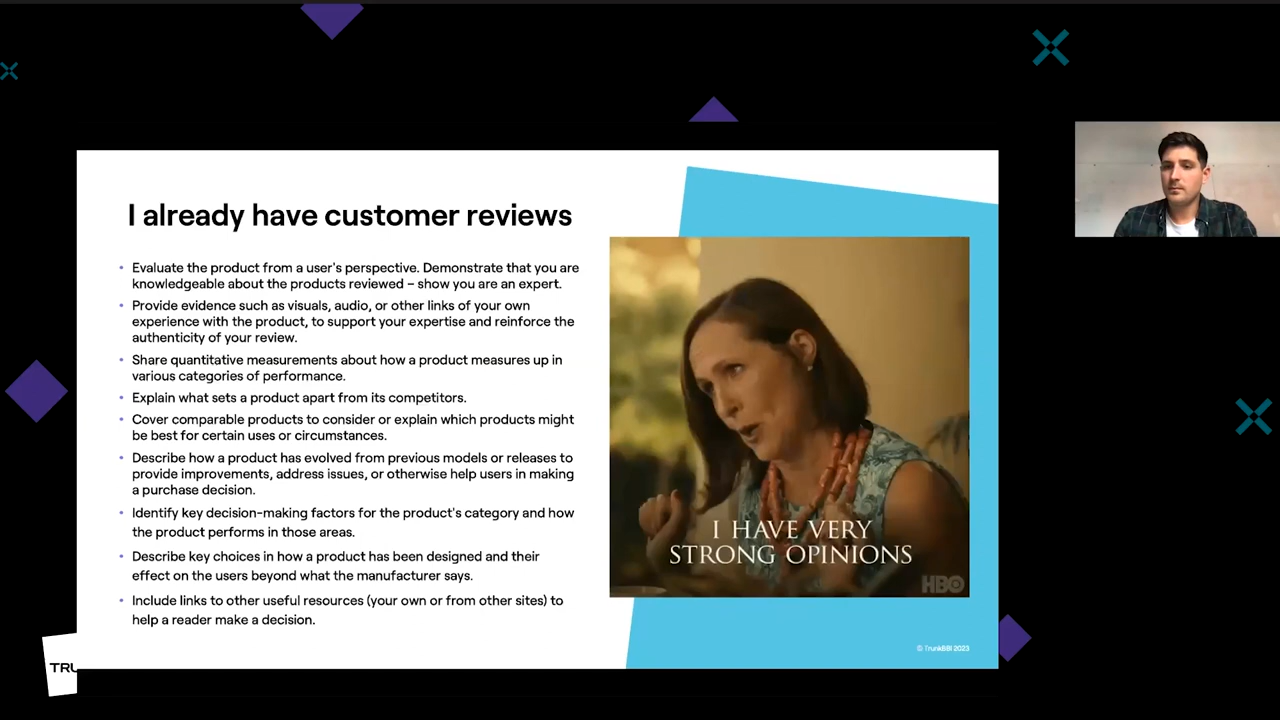 I already have customer reviews
• Evaluate the product from a user's perspective. Demonstrate that you are
knowledgeable about the products reviewed – show you are an expert.
• Provide evidence such as visuals, audio, or other links of your own
experience with the product, to support your expertise and reinforce the
authenticity of your review.
• Share quantitative measurements about how a product measures up in
various categories of performance.
• Explain what sets a product apart from its competitors.
• Cover comparable products to consider or explain which products might
be best for certain uses or circumstances.
• Describe how a product has evolved from previous models or releases to
provide improvements, address issues, or otherwise help users in making
a purchase decision.
• Identify key decision-making factors for the product's category and how
the product performs in those areas.
• Describe key choices in how a product has been designed and their
effect on the users beyond what the manufacturer says.
• Include links to other useful resources (your own or from other sites) to
help a reader make a decision.
I HAVE VERY
STRONG OPINIONS
HBO
© TrunkBBI 2023
TRU